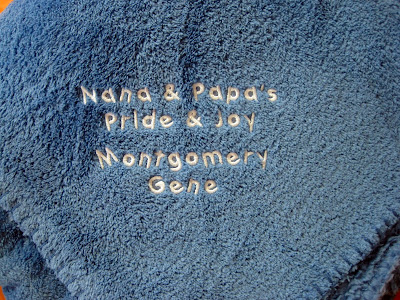 Nana & Papa's
Pride & Joy
Montgomery
Gene